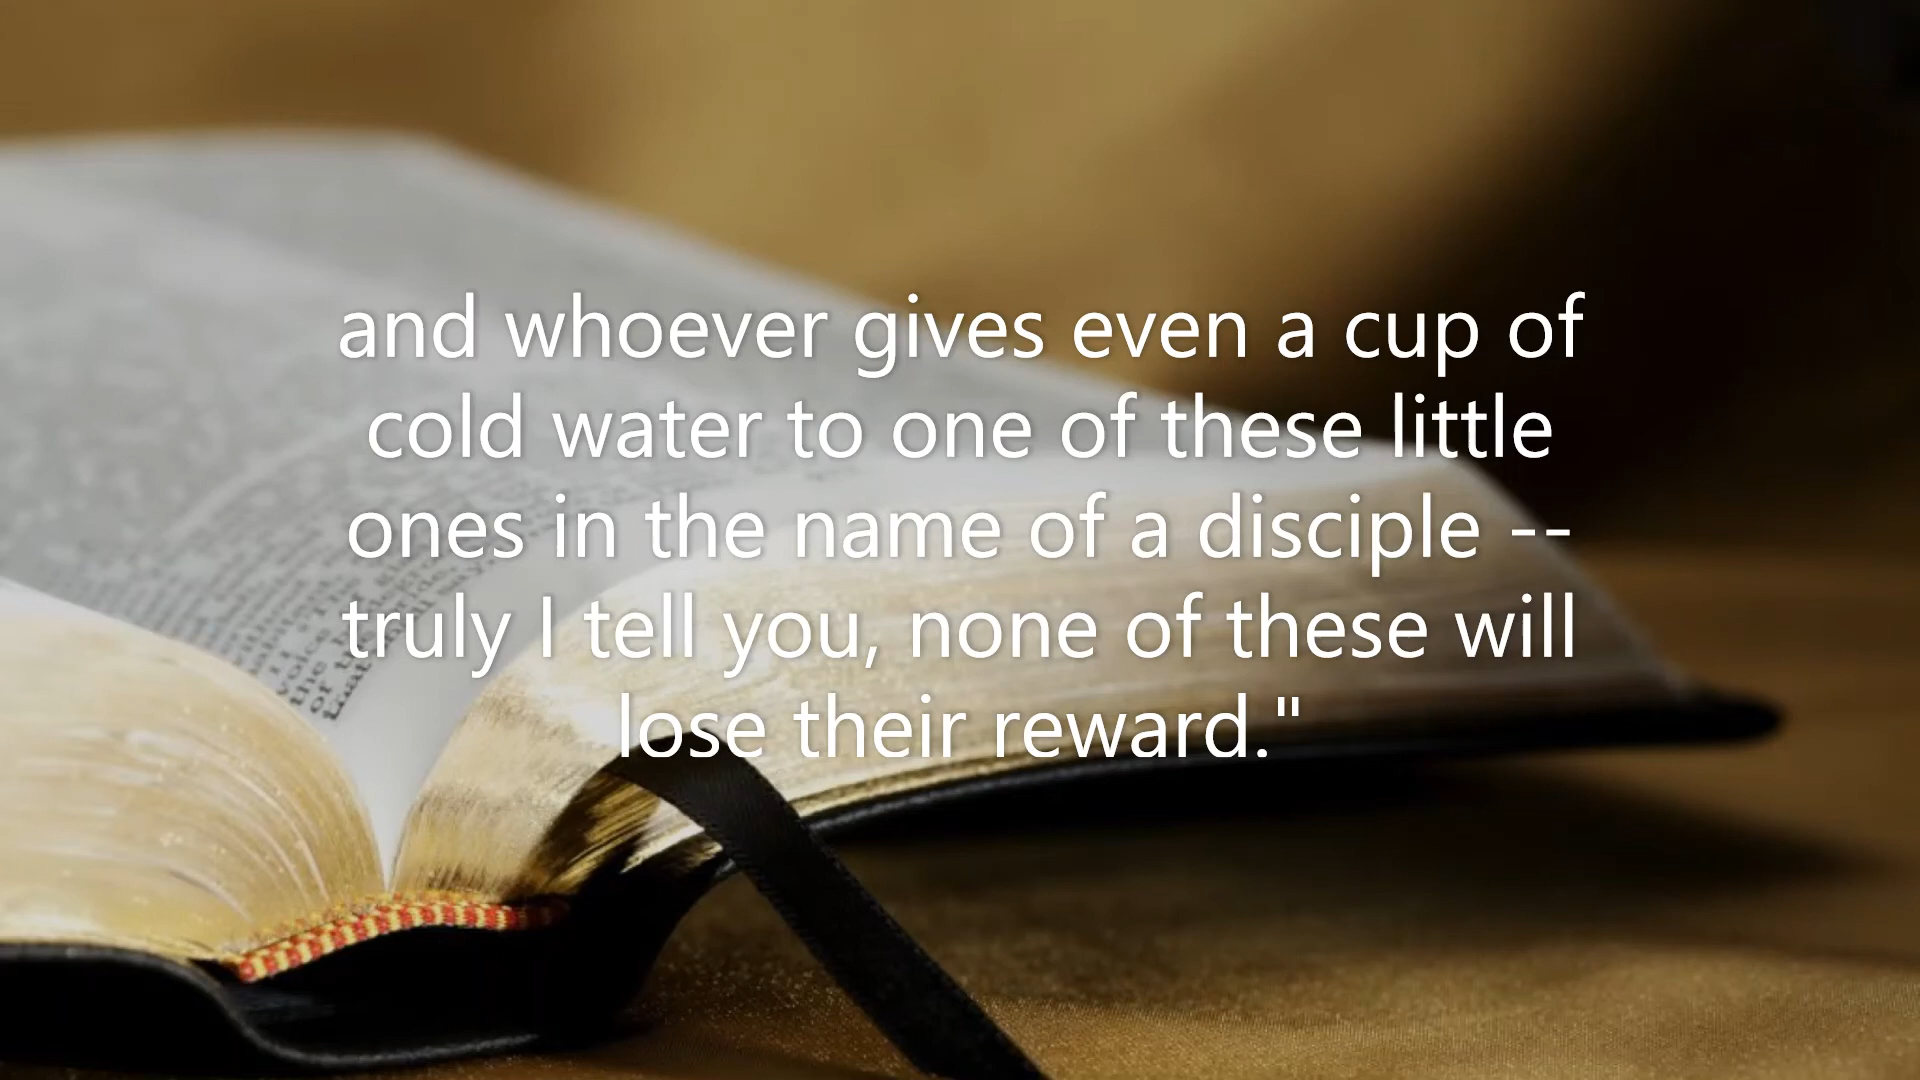 and whoever gives even a cup of
cold water to one of these little
ones in the name of a disciple --
truly I tell you, none of these will
lose their reward."